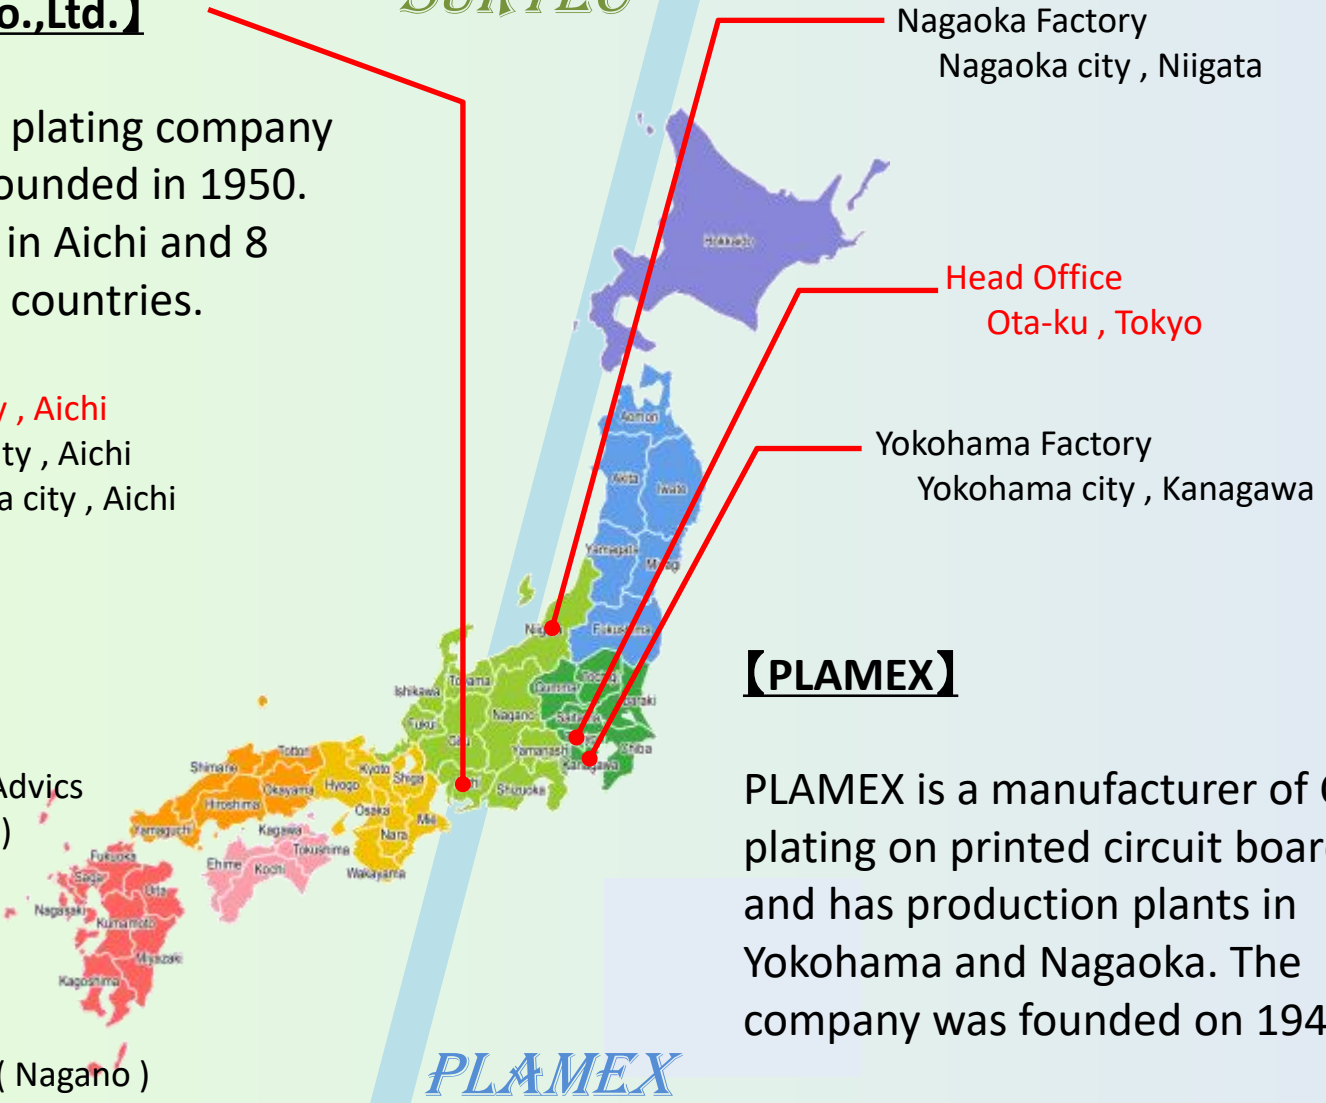 o.,Ltd.】
SURTEC
plating company
ounded in 1950.
in Aichi and 8
countries.
y , Aichi
ty , Aichi
a city , Aichi
Advics
)
( Nagano )
Nagaoka Factory
Nagaoka city , Niigata
Head Office
Ota-ku , Tokyo
Yokohama Factory
Yokohama city , Kanagawa
Hokkaido
Aomori
Akita
Iwate
Yamagata
Miyagi
Fukushima
Ishikawa
Toyama
Gunma
Fukui
Nagano
Saitama
Yamanash
Chiba
Kanagawa
Shizuoka
Shimane
Tottori
Okayama
Hiroshima
Yamaguchi
Hyogo
Kyoto
Shiga
Osaka
Mie
Nara
Wakayama
Kagawa
Tokushima
Ehime
Kochi
Fukuoka
Saga
Oita
Nagasaki
Kumamoto
Miyazaki
Kagoshima
【PLAMEX】
PLAMEX is a manufacturer of
plating on printed circuit boar
and has production plants in
Yokohama and Nagaoka. The
company was founded on 194
PLAMEX